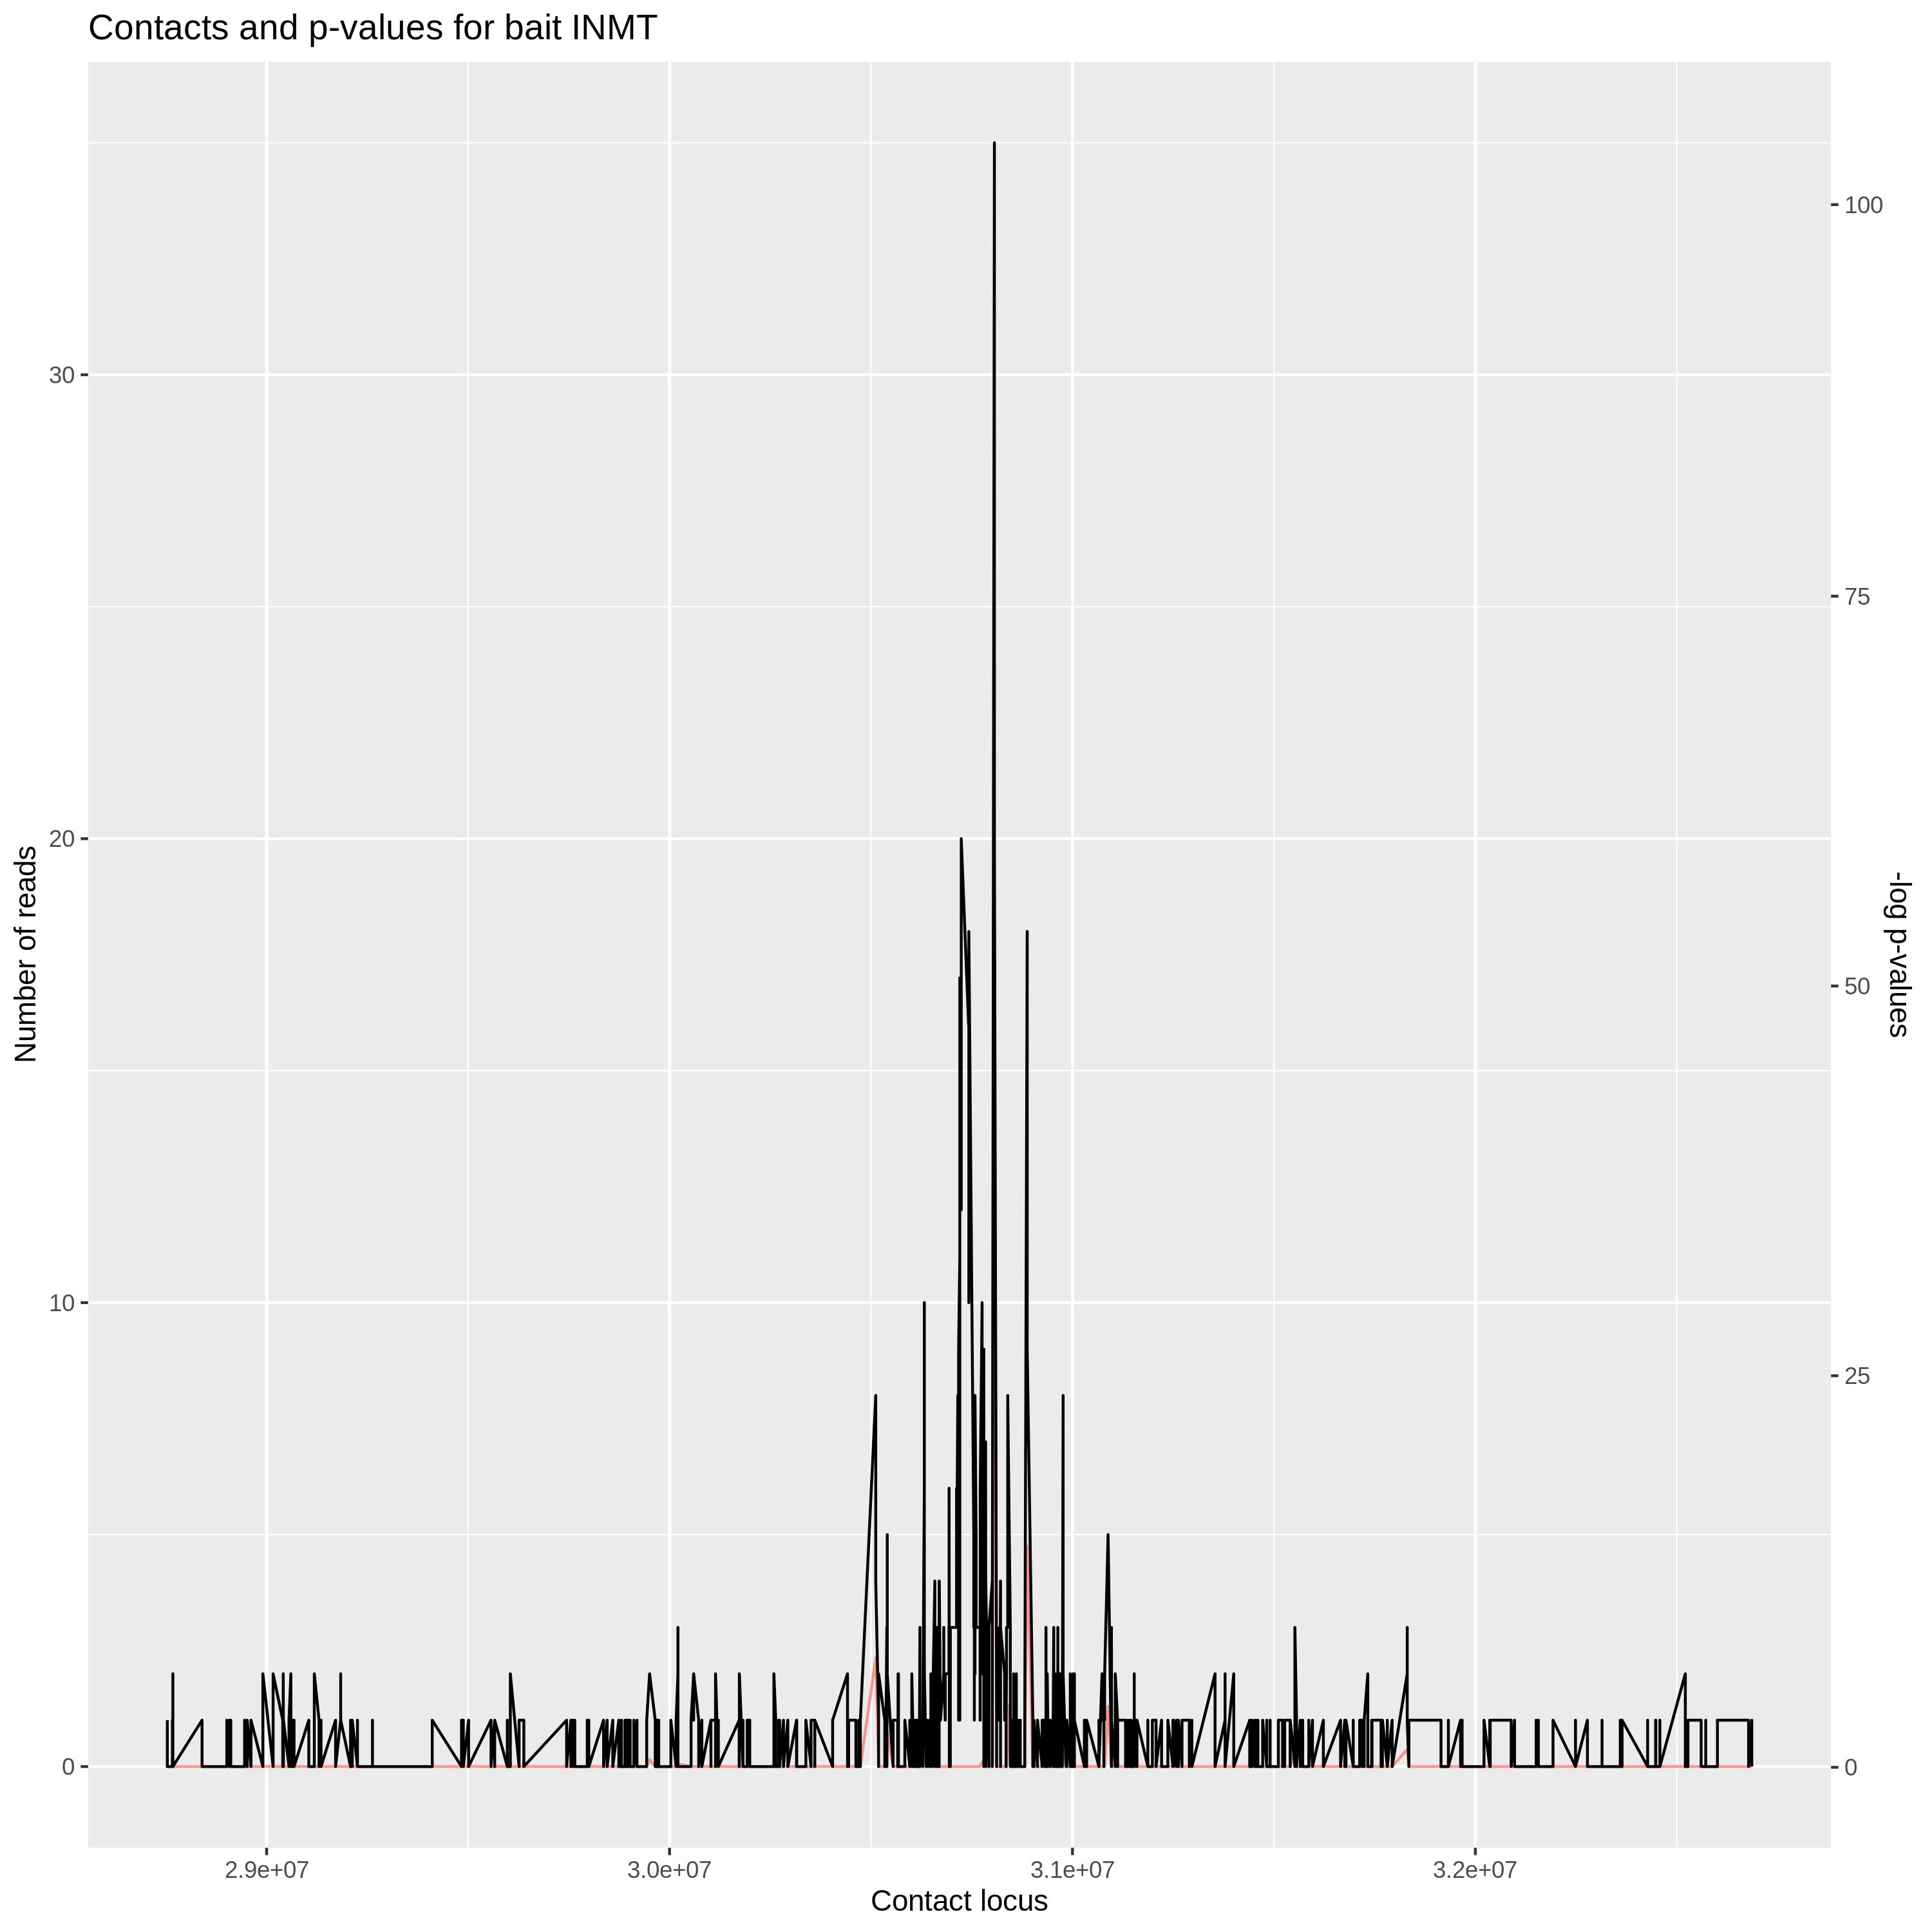 Contacts and p-values for bait INMT
30
20
10
0
Number of reads
100
75
50
25
0
-log p-values
2.9e+07 3.0e+07 3.1e+07 3.2e+07
Contact locus